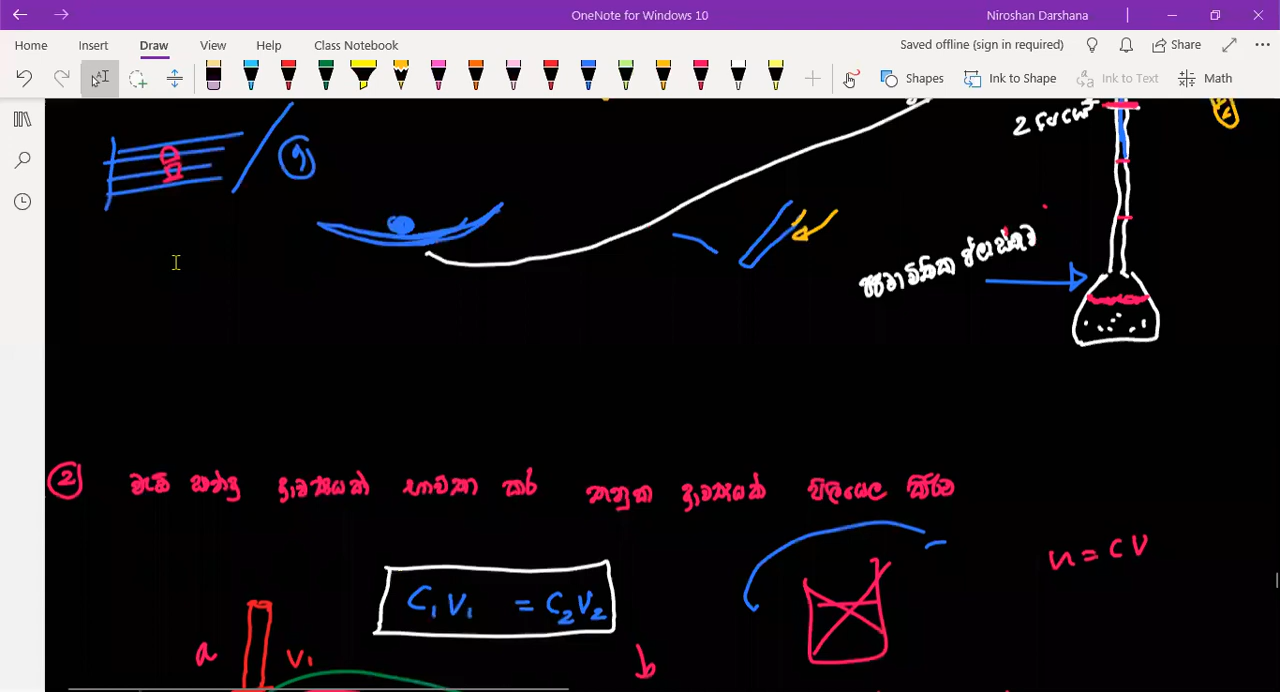 OneNote for Windows 10
Niroshan Darshana
Home Insert Draw View Help Class Notebook
Saved offline (sign in required) Share
Shapes Ink to Shape Ink to Text Math
2
② වැඩි සාන්ද්‍ර ද්‍රාවණයක් භාවිතා කර තනුක ද්‍රාවණයක් පිලියෙල කිරීම
n = CV
C₁V₁ = C₂V₂
a V₁
b